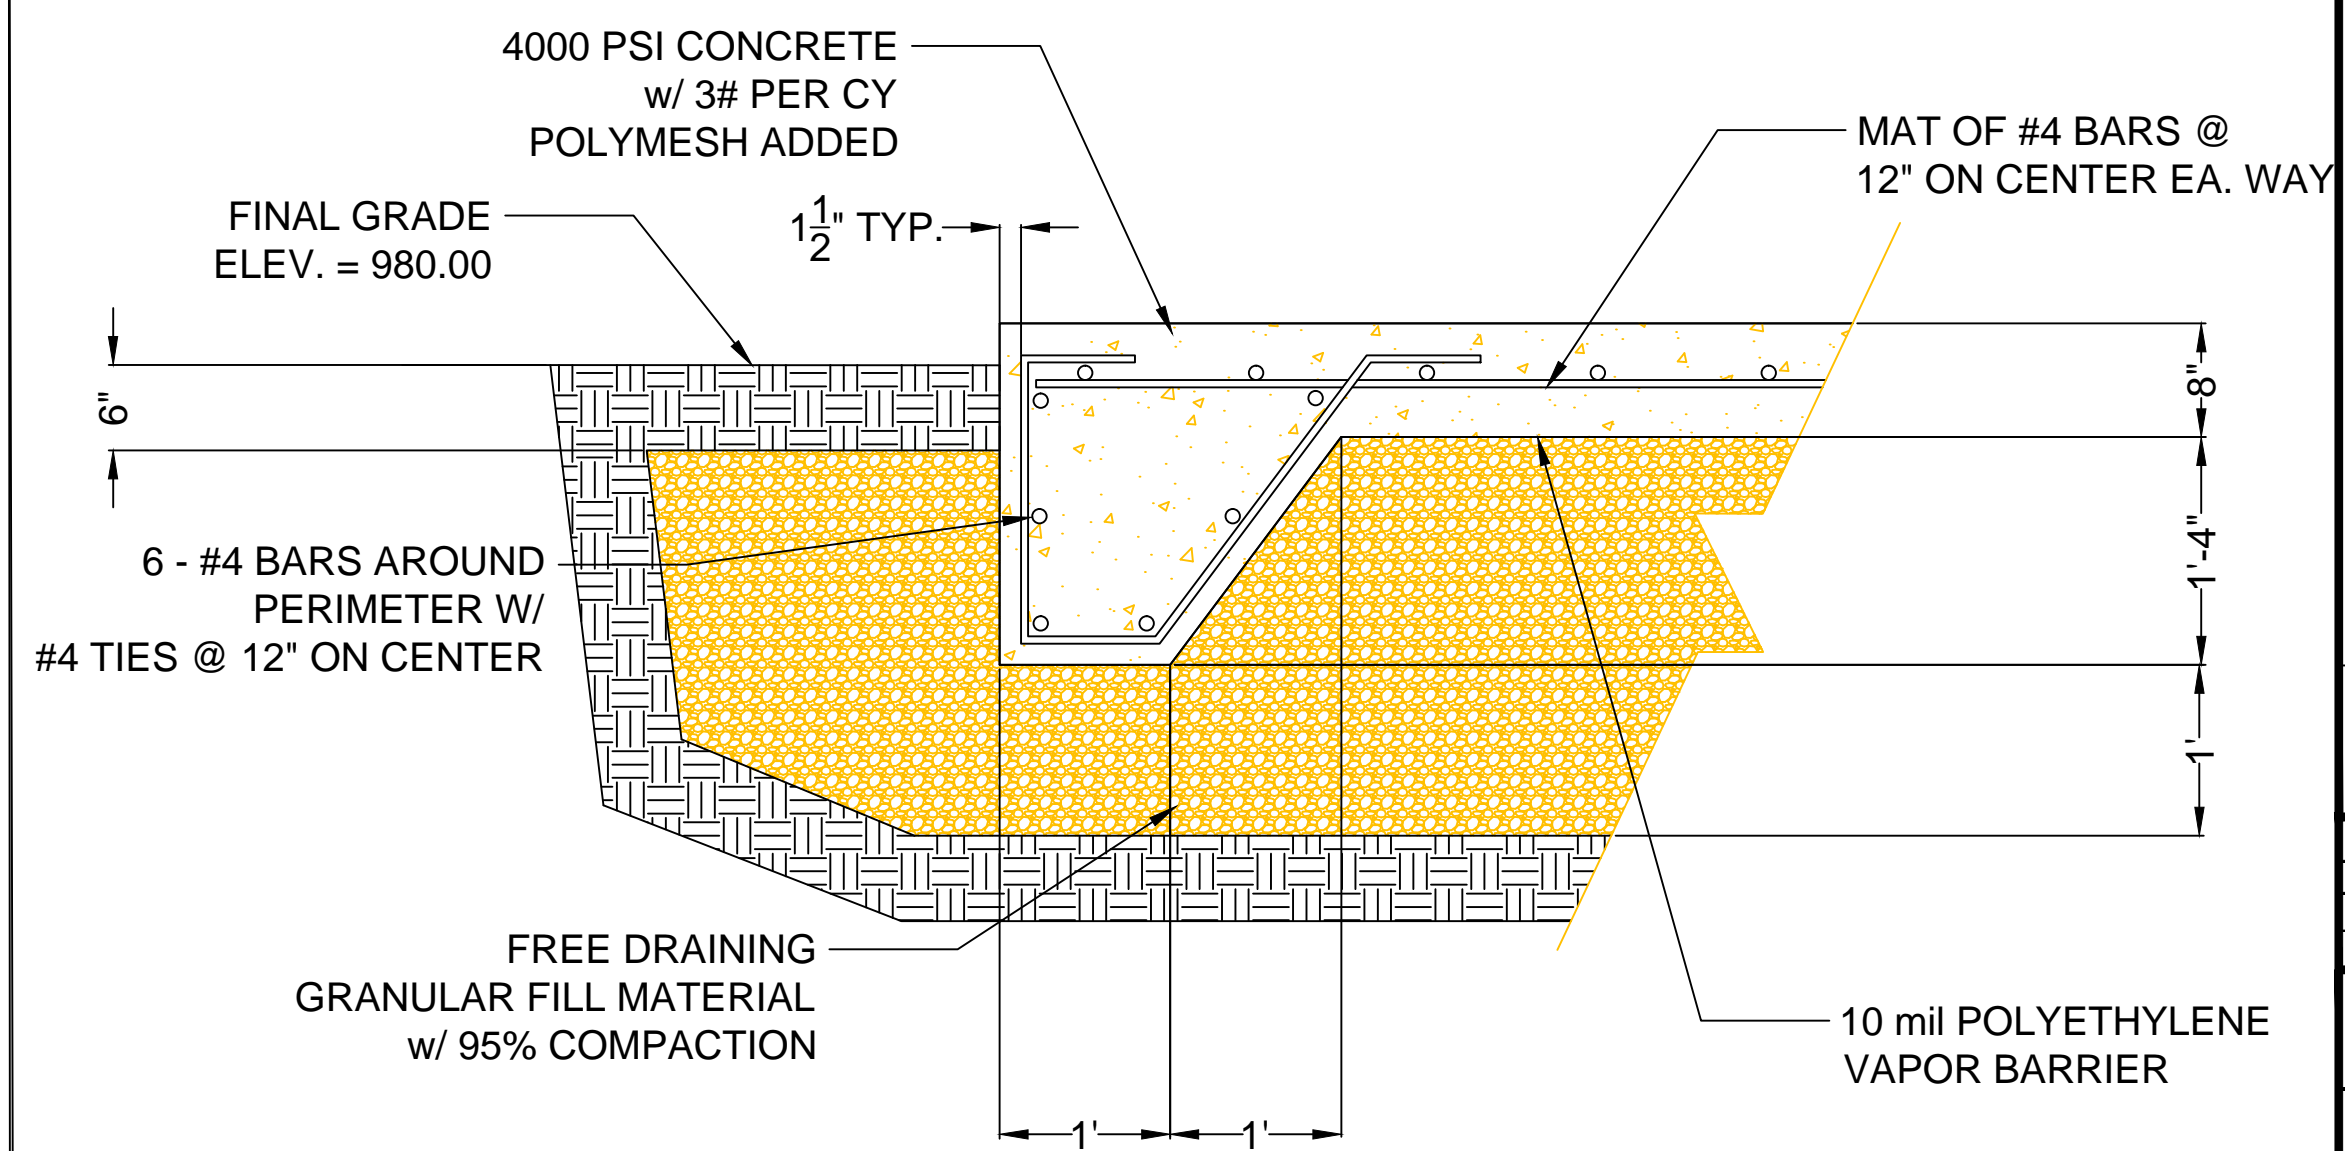 4000 PSI CONCRETE
w/ 3# PER CY
POLYMESH ADDED
MAT OF #4 BARS @
12" ON CENTER EA. WAY
FINAL GRADE
ELEV. = 980.00
1 1/2" TYP.
6"
8"
6 - #4 BARS AROUND
PERIMETER W/
#4 TIES @ 12" ON CENTER
1'-4"
1'
FREE DRAINING
GRANULAR FILL MATERIAL
w/ 95% COMPACTION
10 mil POLYETHYLENE
VAPOR BARRIER
1'
1'